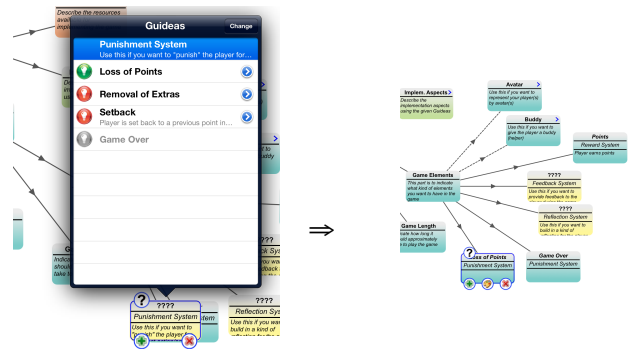 Describe the resources
Guideas
Change
Punishment System
Use this if you want to "punish" the player for...
Loss of Points
Removal of Extras
Setback
Player is set back to a previous point in...
Game Over
????
Punishment System
Use this if you want to
"punish" the player
????
Reflection Sy
Use this if you wan
build in a kind of
⇒
Avatar
Use this if you want to
represent your player(s)
by avatar(s)
Implem. Aspects
Describe the
implementation aspects
using the given Guideas
Buddy
Use this if you want to
give the player a buddy
(helper)
Points
Reward System
Player earns points
Game Elements
This part is to indicate
what kind of elements
you want to have in the
game
????
Feedback System
Use this if you want to
provide feedback to the
????
Reflection System
Use this if you want to
build in a kind of
Game Length
icate how long it
uld approximately
to play the game
?
Loss of Points
Punishment System
Game Over
Punishment System